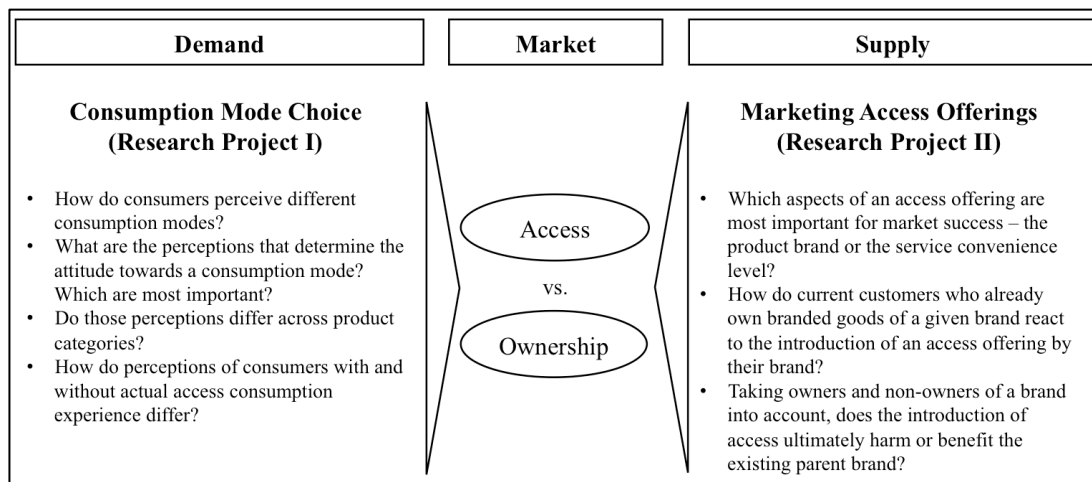 Demand
Consumption Mode Choice
(Research Project I)
• How do consumers perceive different
consumption modes?
• What are the perceptions that determine the
attitude towards a consumption mode?
Which are most important?
• Do those perceptions differ across product
categories?
• How do perceptions of consumers with and
without actual access consumption
experience differ?
Market
Access
vs.
Ownership
Supply
Marketing Access Offerings
(Research Project II)
• Which aspects of an access offering are
most important for market success – the
product brand or the service convenience
level?
• How do current customers who already
own branded goods of a given brand react
to the introduction of an access offering by
their brand?
• Taking owners and non-owners of a brand
into account, does the introduction of
access ultimately harm or benefit the
existing parent brand?